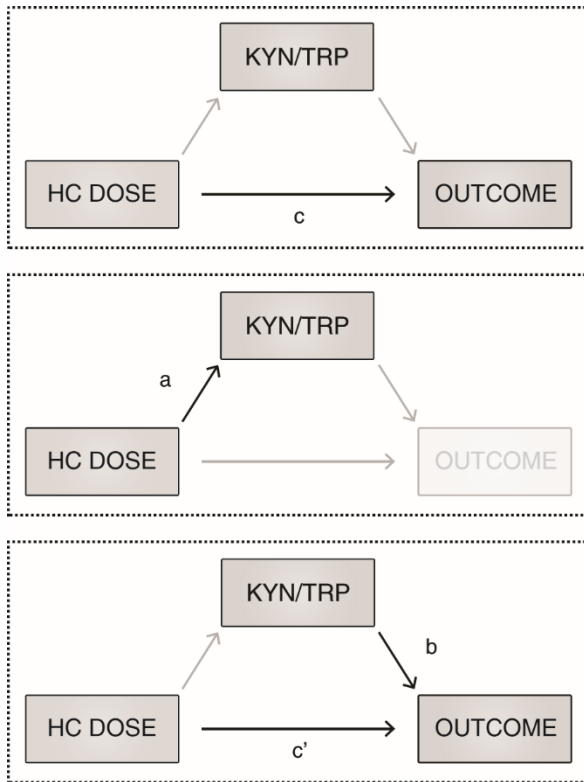 KYN/TRP
HC DOSE
OUTCOME
c
KYN/TRP
a
HC DOSE
OUTCOME
KYN/TRP
b
HC DOSE
OUTCOME
c'